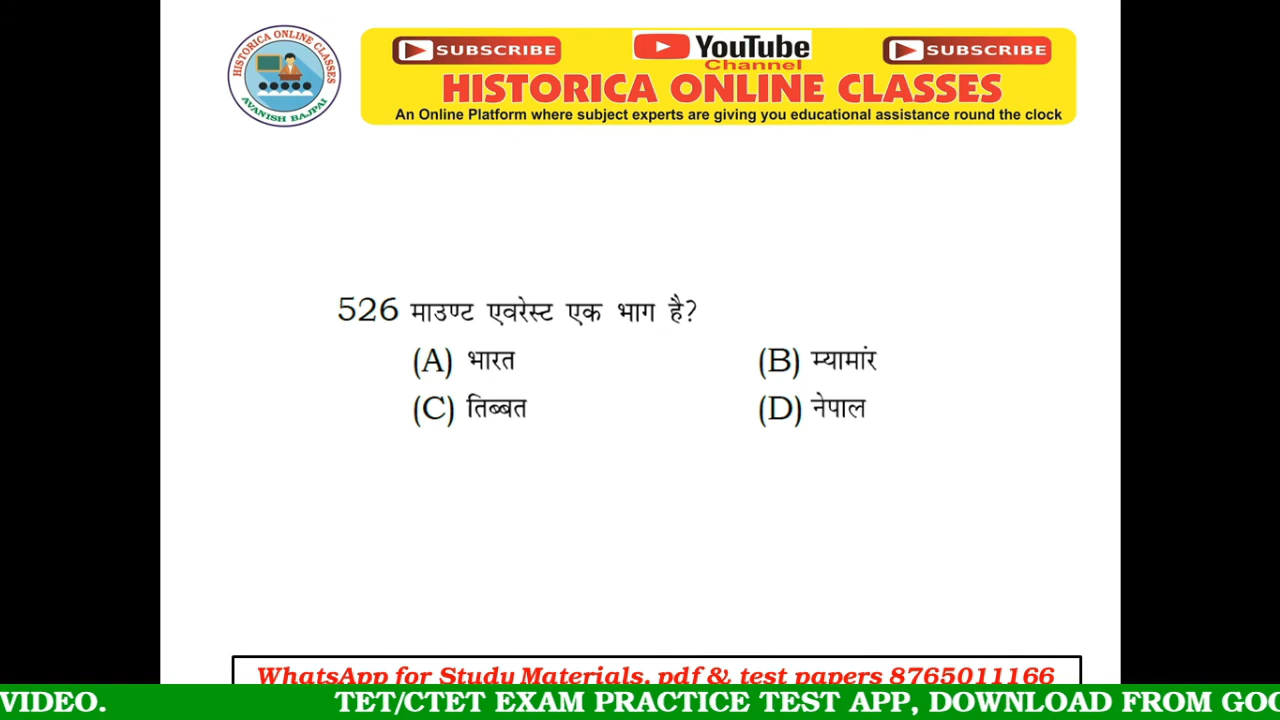 HISTORICA ONLINE CLASSES
AVANISH BAJPAI
SUBSCRIBE
YouTube
SUBSCRIBE
Channel
HISTORICA ONLINE CLASSES
An Online Platform where subject experts are giving you educational assistance round the clock
526 माउण्ट एवरेस्ट एक भाग है?
(A) भारत (B) म्यामांर
(C) तिब्बत (D) नेपाल
WhatsApp for Study Materials, pdf & test papers 8765011166
VIDEO. TET/CTET EXAM PRACTICE TEST APP, DOWNLOAD FROM GOO